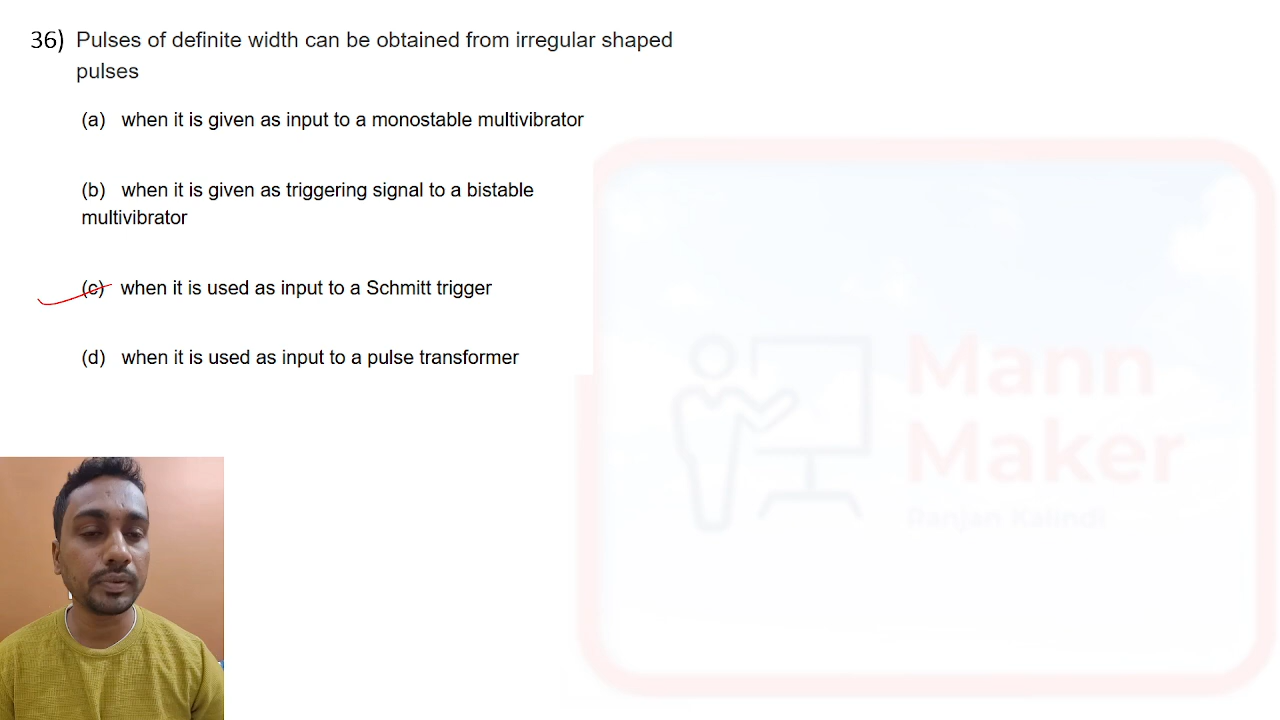 36) Pulses of definite width can be obtained from irregular shaped
pulses
(a) when it is given as input to a monostable multivibrator
(b) when it is given as triggering signal to a bistable
multivibrator
(c) when it is used as input to a Schmitt trigger
(d) when it is used as input to a pulse transformer
Mann
Maker
Ranjan Kalindi